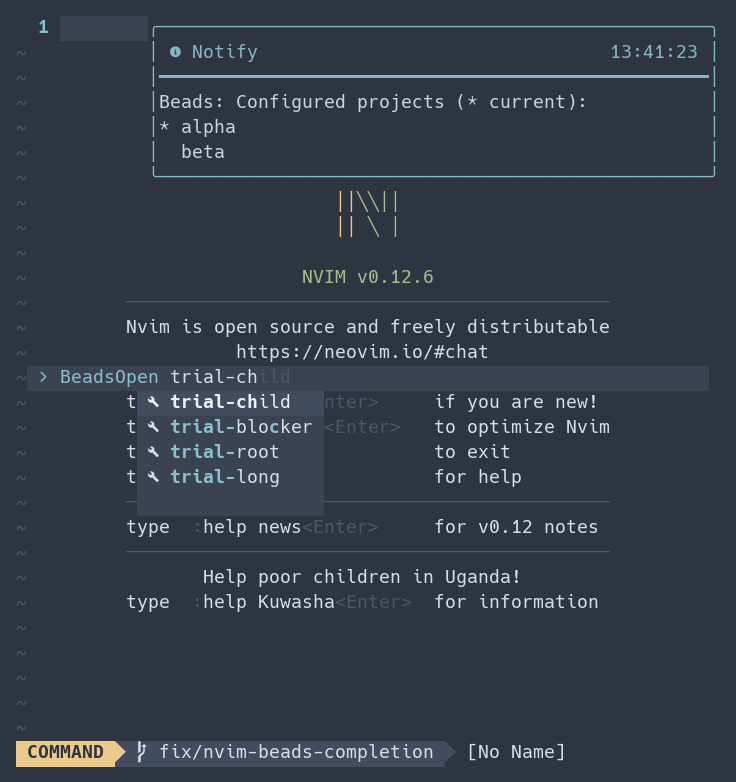 1
Notify 13:41:23
Beads: Configured projects (* current):
* alpha
beta
NVIM v0.12.6
Nvim is open source and freely distributable
https://neovim.io/#chat
> BeadsOpen trial-child
t trial-child nter> if you are new!
t trial-blocker <Enter> to optimize Nvim
t trial-root to exit
t trial-long for help
type :help news<Enter> for v0.12 notes
Help poor children in Uganda!
type :help Kuwasha<Enter> for information
COMMAND fix/nvim-beads-completion [No Name]